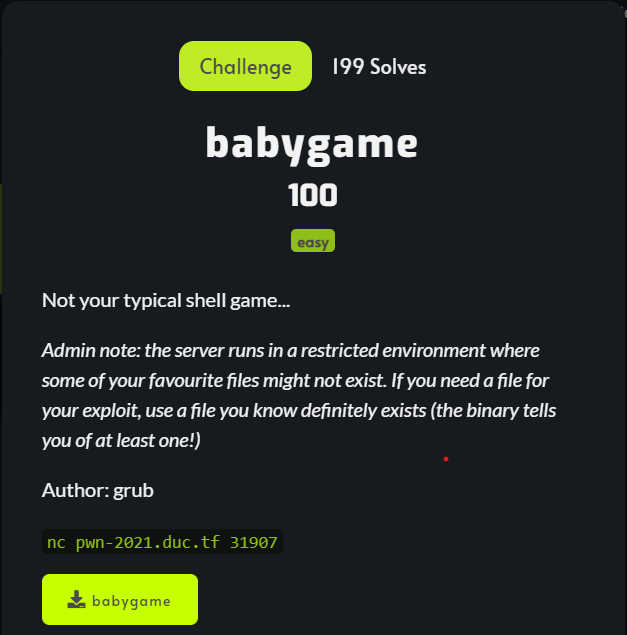 Challenge
199 Solves
babygame
100
easy
Not your typical shell game...
Admin note: the server runs in a restricted environment where
some of your favourite files might not exist. If you need a file for
your exploit, use a file you know definitely exists (the binary tells
you of at least one!)
Author: grub
nc pwn-2021.duc.tf 31907
babygame